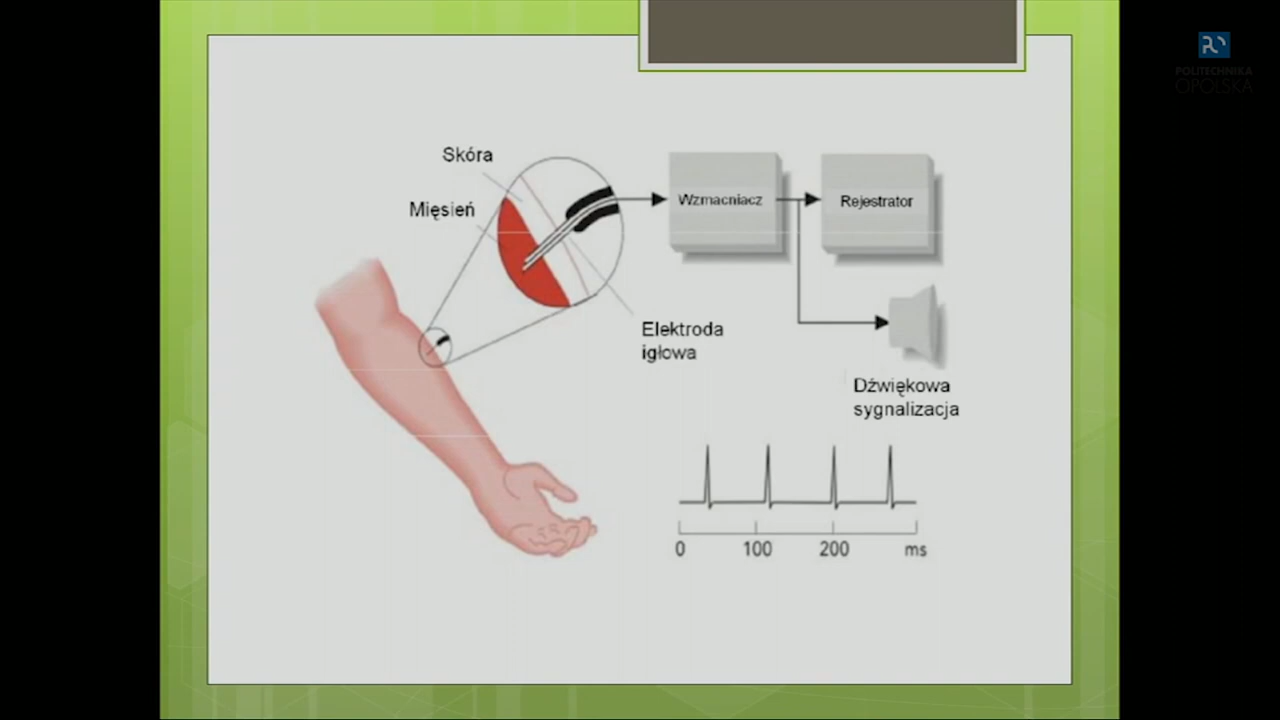 POLITECHNIKA
OPOLSKA
Skóra
Mięsień
Wzmacniacz
Rejestrator
Elektroda
igłowa
Dźwiękowa
sygnalizacja
0 100 200 ms